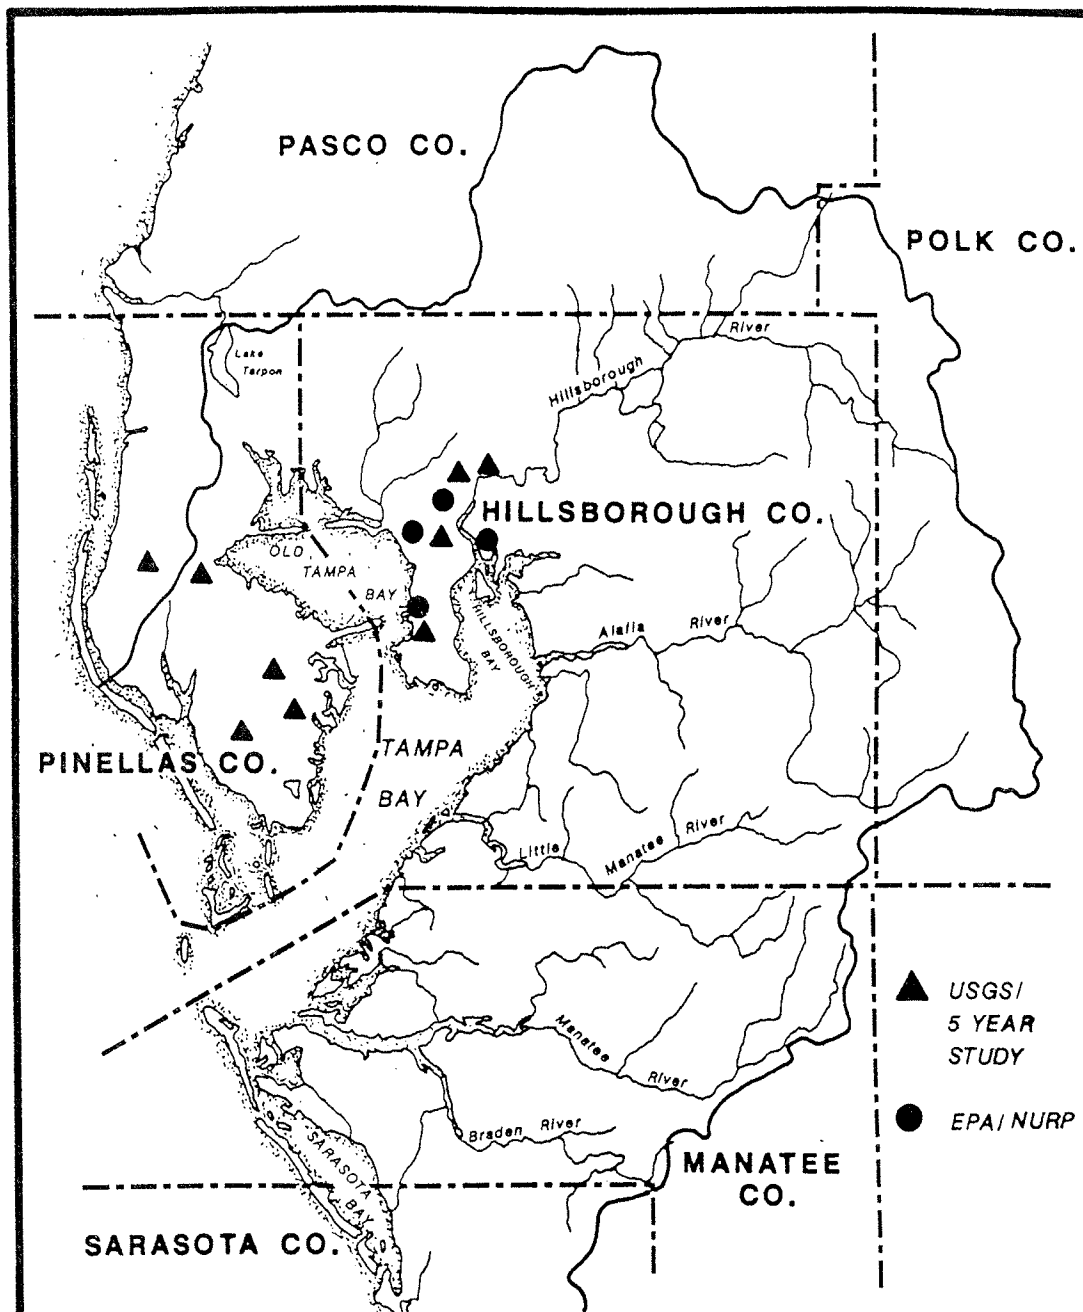 PASCO CO.
POLK CO.
River
Lake
Tarpon
Hillsborough
HILLSBOROUGH CO.
OLD
TAMPA
BAY
HILLSBOROUGH
BAY
Alafia River
PINELLAS CO.
TAMPA
BAY
Little Manatee River
USGS/
5 YEAR
STUDY
Manatee River
EPA/NURP
Braden River
SARASOTA
BAY
MANATEE
CO.
SARASOTA CO.